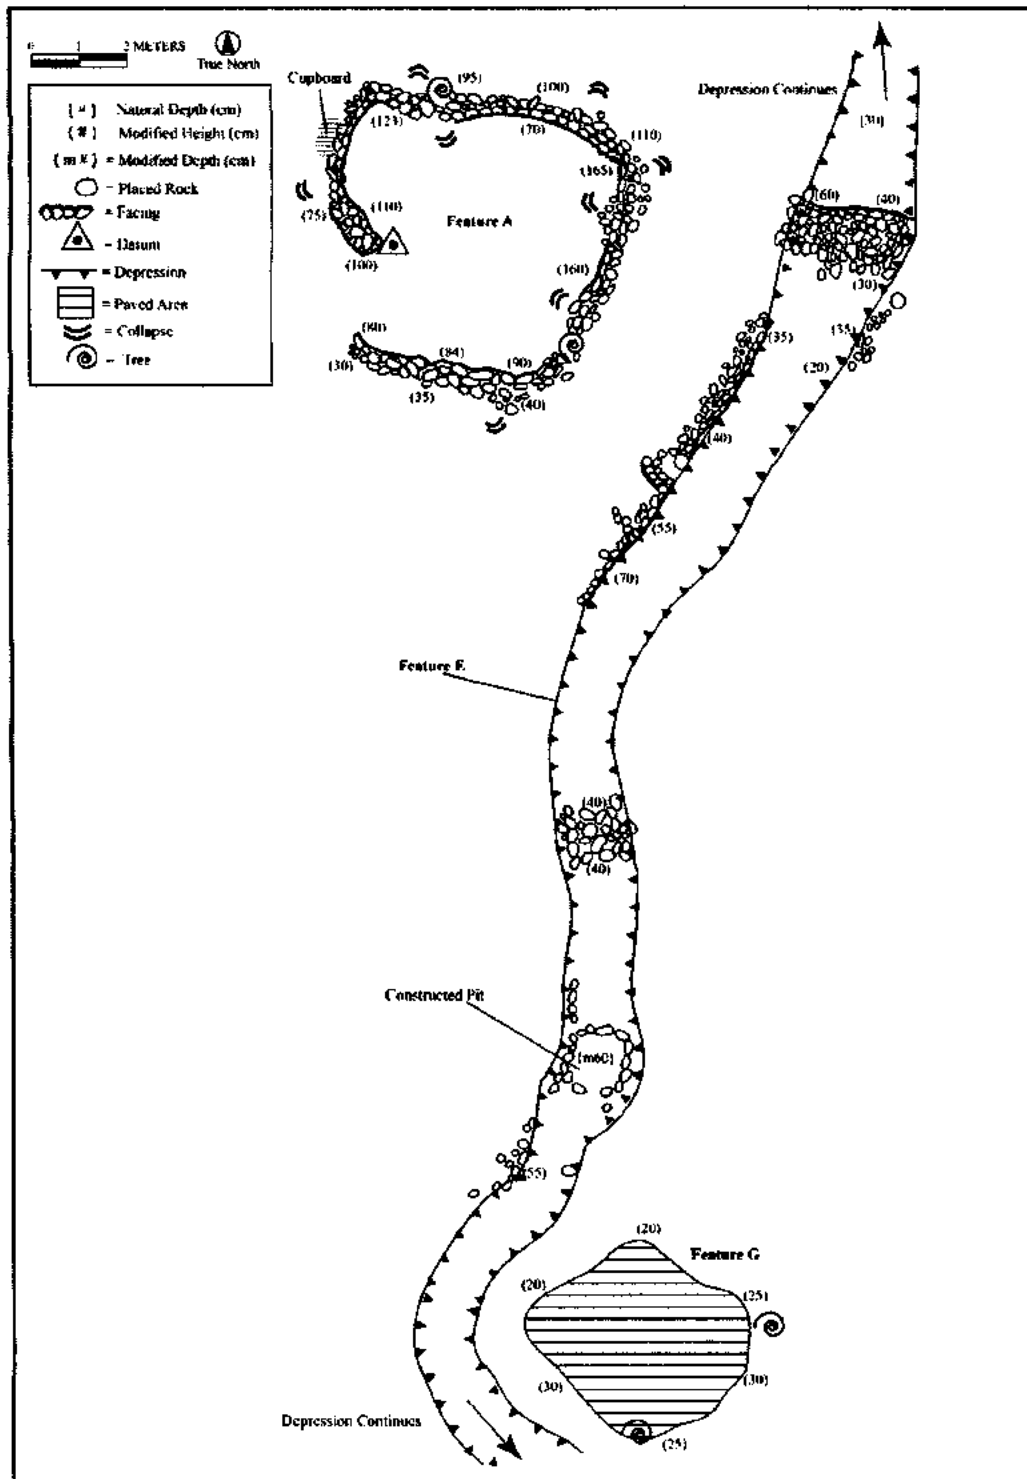 0 1 2 METERS
True North
[ # ] Natural Depth (cm)
( # ) Modified Height (cm)
( m # ) = Modified Depth (cm)
= Placed Rock
= Facing
= Datum
= Depression
= Paved Area
= Collapse
= Tree
Cupboard
(95)
(100)
(123)
(70)
(110)
(165)
(75)
(110)
Feature A
(100)
(160)
(80)
(30)
(84)
(90)
(35)
(40)
Depression Continues
(30)
(60)
(40)
(30)
(35)
(35)
(20)
(40)
(55)
(70)
Feature E
(40)
(40)
Constructed Pit
(m60)
(55)
(20)
Feature G
(20)
(25)
(30)
(30)
Depression Continues
(25)